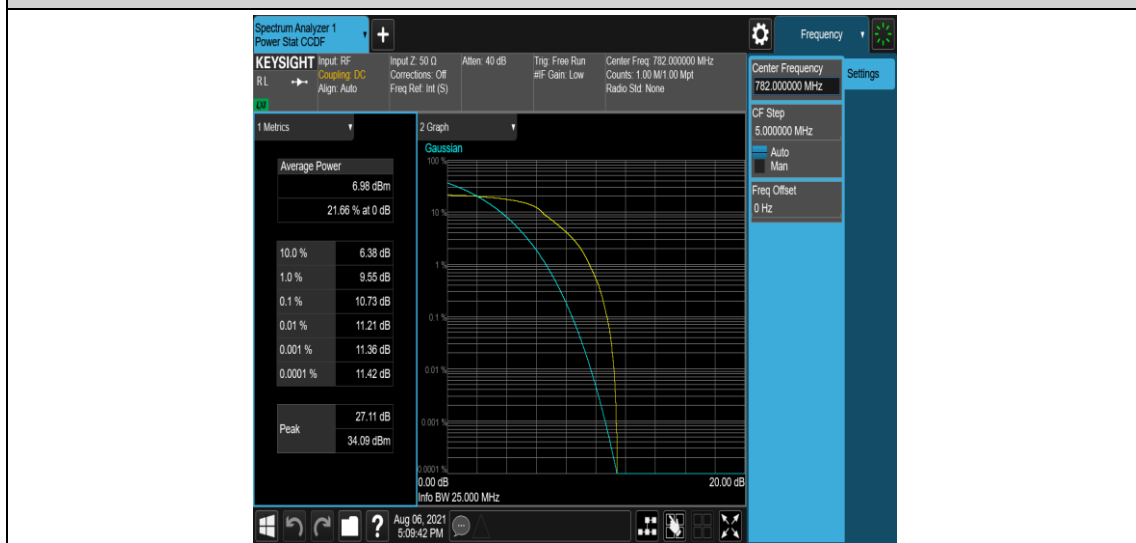 Spectrum Analyzer 1
Power Stat CCDF
+
Frequency
KEYSIGHT
RL
LXI
Input: RF
Coupling: DC
Align: Auto
Input Z: 50 Ω
Corrections: Off
Freq Ref: Int (S)
Atten: 40 dB
Trig: Free Run
#IF Gain: Low
Center Freq: 782.000000 MHz
Counts: 1.00 M/1.00 Mpt
Radio Std: None
Center Frequency
782.000000 MHz
Settings
CF Step
5.000000 MHz
Auto
Man
Freq Offset
0 Hz
1 Metrics
Average Power
6.98 dBm
21.66 % at 0 dB
10.0 % 6.38 dB
1.0 % 9.55 dB
0.1 % 10.73 dB
0.01 % 11.21 dB
0.001 % 11.36 dB
0.0001 % 11.42 dB
Peak
27.11 dB
34.09 dBm
2 Graph
Gaussian
100 %
10 %
1 %
0.1 %
0.01 %
0.001 %
0.0001 %
0.00 dB 20.00 dB
Info BW 25.000 MHz
?
Aug 06, 2021
5:09:42 PM